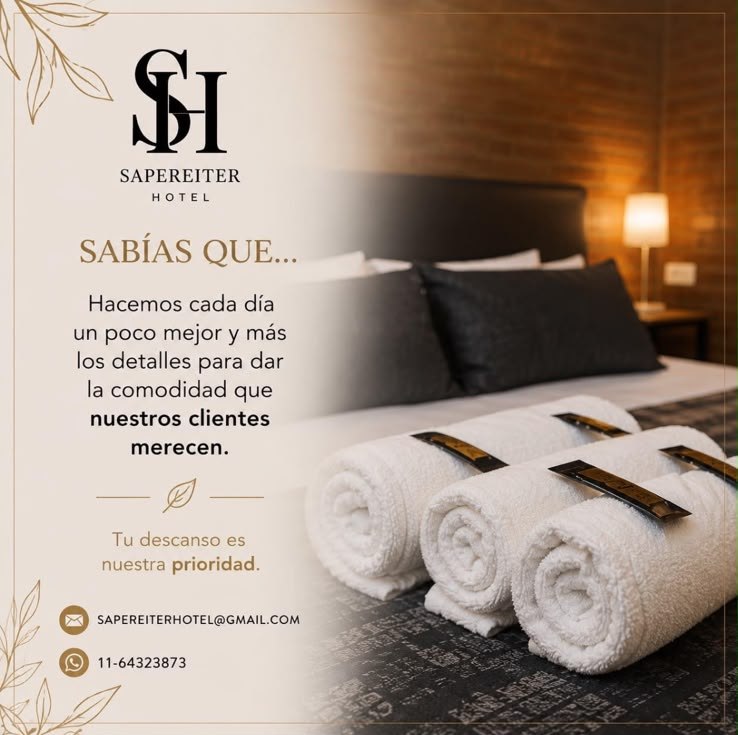 SH
SAPEREITER
HOTEL
SABÍAS QUE...
Hacemos cada día
un poco mejor y más
los detalles para dar
la comodidad que
nuestros clientes
merecen.
Tu descanso es
nuestra prioridad.
SAPEREITERHOTEL@GMAIL.COM
11-64323873